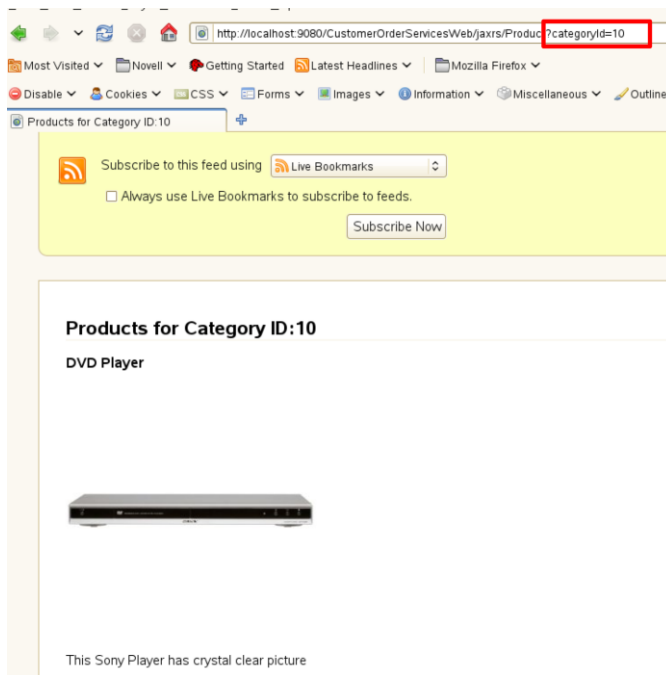 http://localhost:9080/CustomerOrderServicesWeb/jaxrs/Produc?categoryId=10
Most Visited Novell Getting Started Latest Headlines Mozilla Firefox
Disable Cookies CSS Forms Images Information Miscellaneous Outline
Products for Category ID:10
Subscribe to this feed using Live Bookmarks
Always use Live Bookmarks to subscribe to feeds.
Subscribe Now
Products for Category ID:10
DVD Player
This Sony Player has crystal clear picture